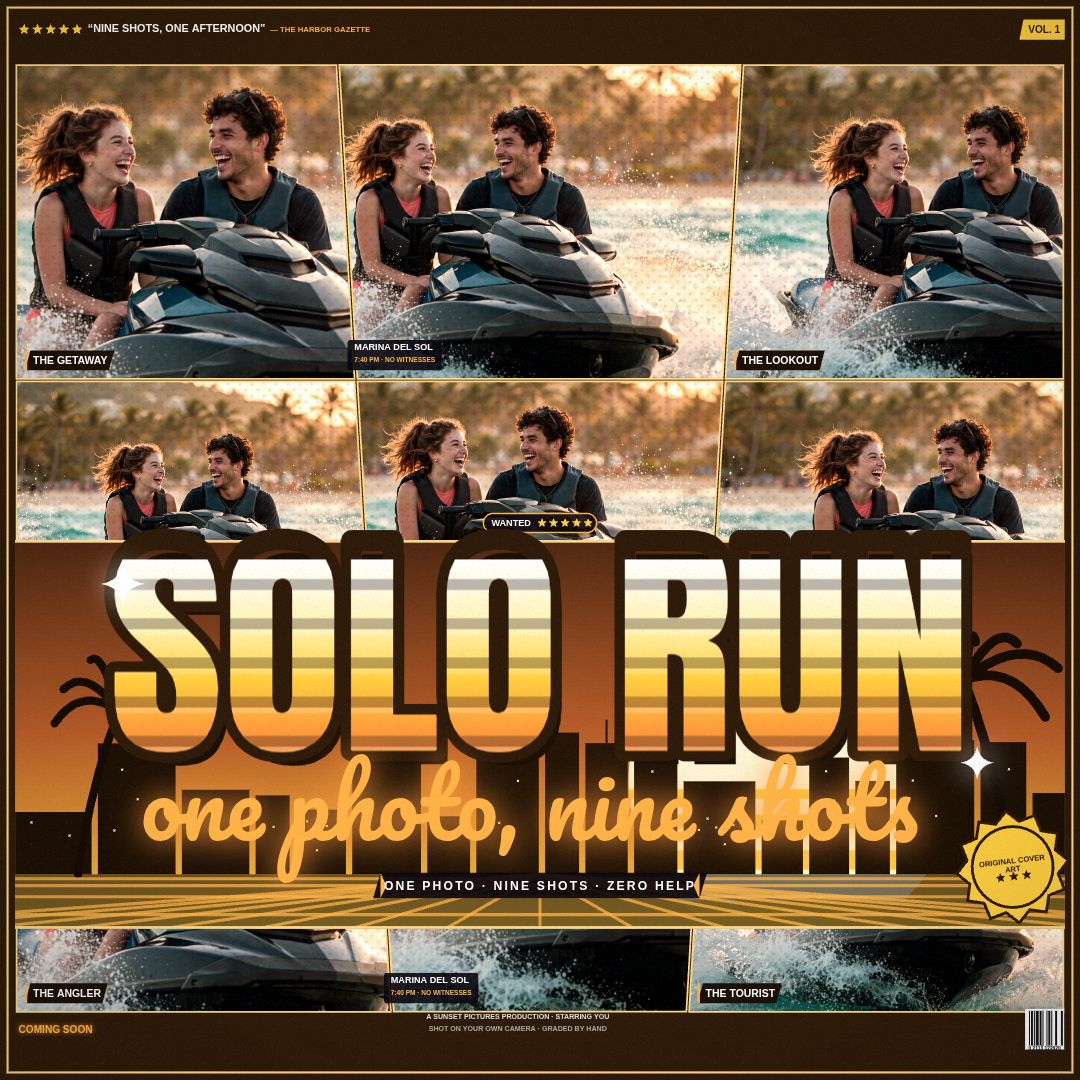 “NINE SHOTS, ONE AFTERNOON” — THE HARBOR GAZETTE
VOL. 1
THE GETAWAY
MARINA DEL SOL
7:40 PM · NO WITNESSES
THE LOOKOUT
WANTED
SOLO RUN
one photo, nine shots
ORIGINAL COVER
ART
ONE PHOTO · NINE SHOTS · ZERO HELP
THE ANGLER
MARINA DEL SOL
7:40 PM · NO WITNESSES
THE TOURIST
A SUNSET PICTURES PRODUCTION · STARRING YOU
SHOT ON YOUR OWN CAMERA · GRADED BY HAND
COMING SOON